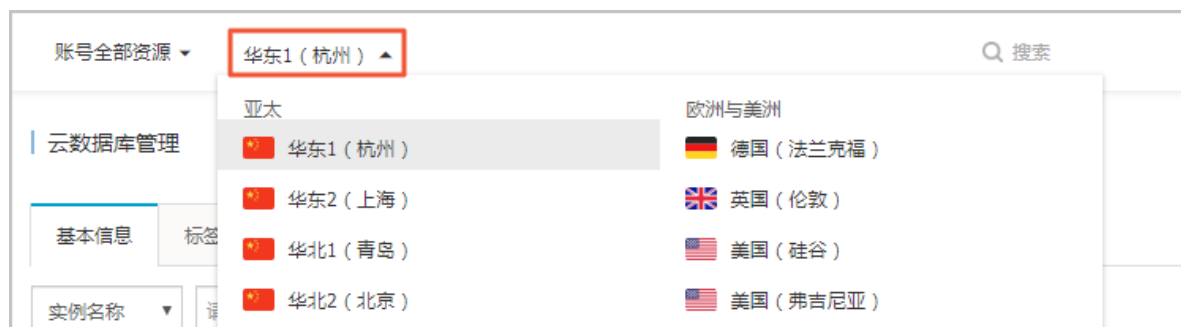 账号全部资源 华东1（杭州） 搜索
亚太 欧洲与美洲
云数据库管理 华东1（杭州） 德国（法兰克福）
华东2（上海） 英国（伦敦）
基本信息 标签 华北1（青岛） 美国（硅谷）
实例名称 华北2（北京） 美国（弗吉尼亚）